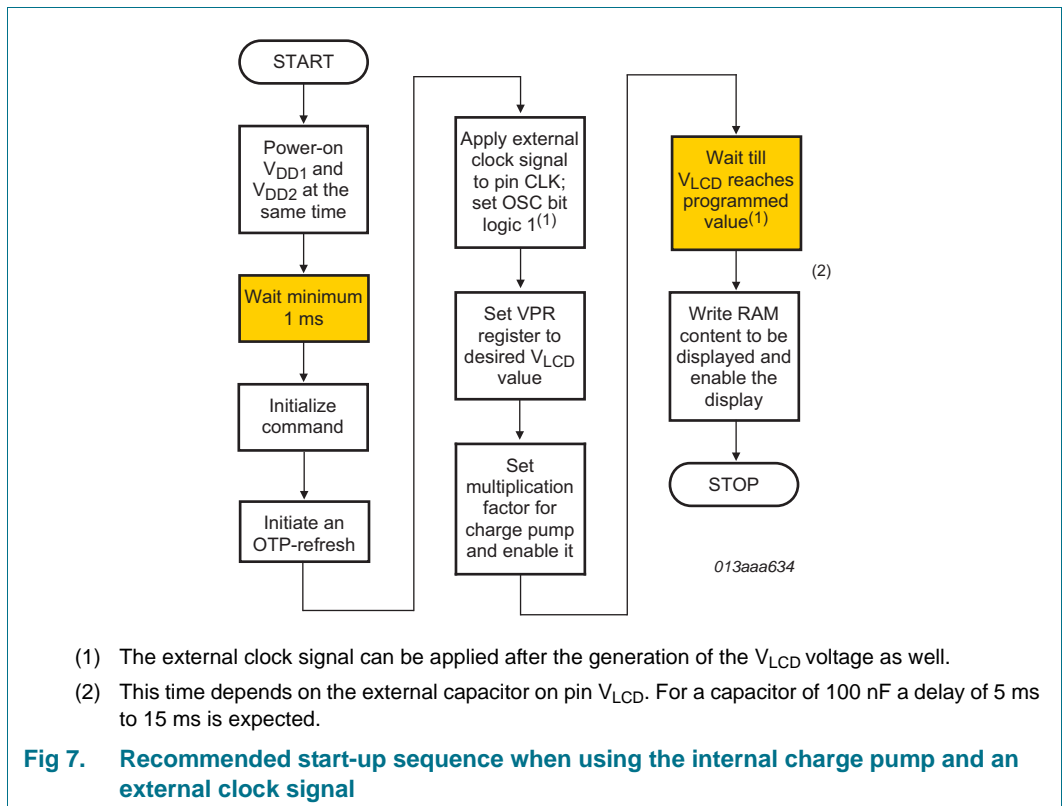 START
Power-on
VDD1 and
VDD2 at the
same time
Wait minimum
1 ms
Initialize
command
Initiate an
OTP-refresh
Apply external
clock signal
to pin CLK;
set OSC bit
logic 1(1)
Set VPR
register to
desired VLCD
value
Set
multiplication
factor for
charge pump
and enable it
Wait till
VLCD reaches
programmed
value(1)
(2)
Write RAM
content to be
displayed and
enable the
display
STOP
013aaa634
(1) The external clock signal can be applied after the generation of the VLCD voltage as well.
(2) This time depends on the external capacitor on pin VLCD. For a capacitor of 100 nF a delay of 5 ms
to 15 ms is expected.
Fig 7. Recommended start-up sequence when using the internal charge pump and an
external clock signal